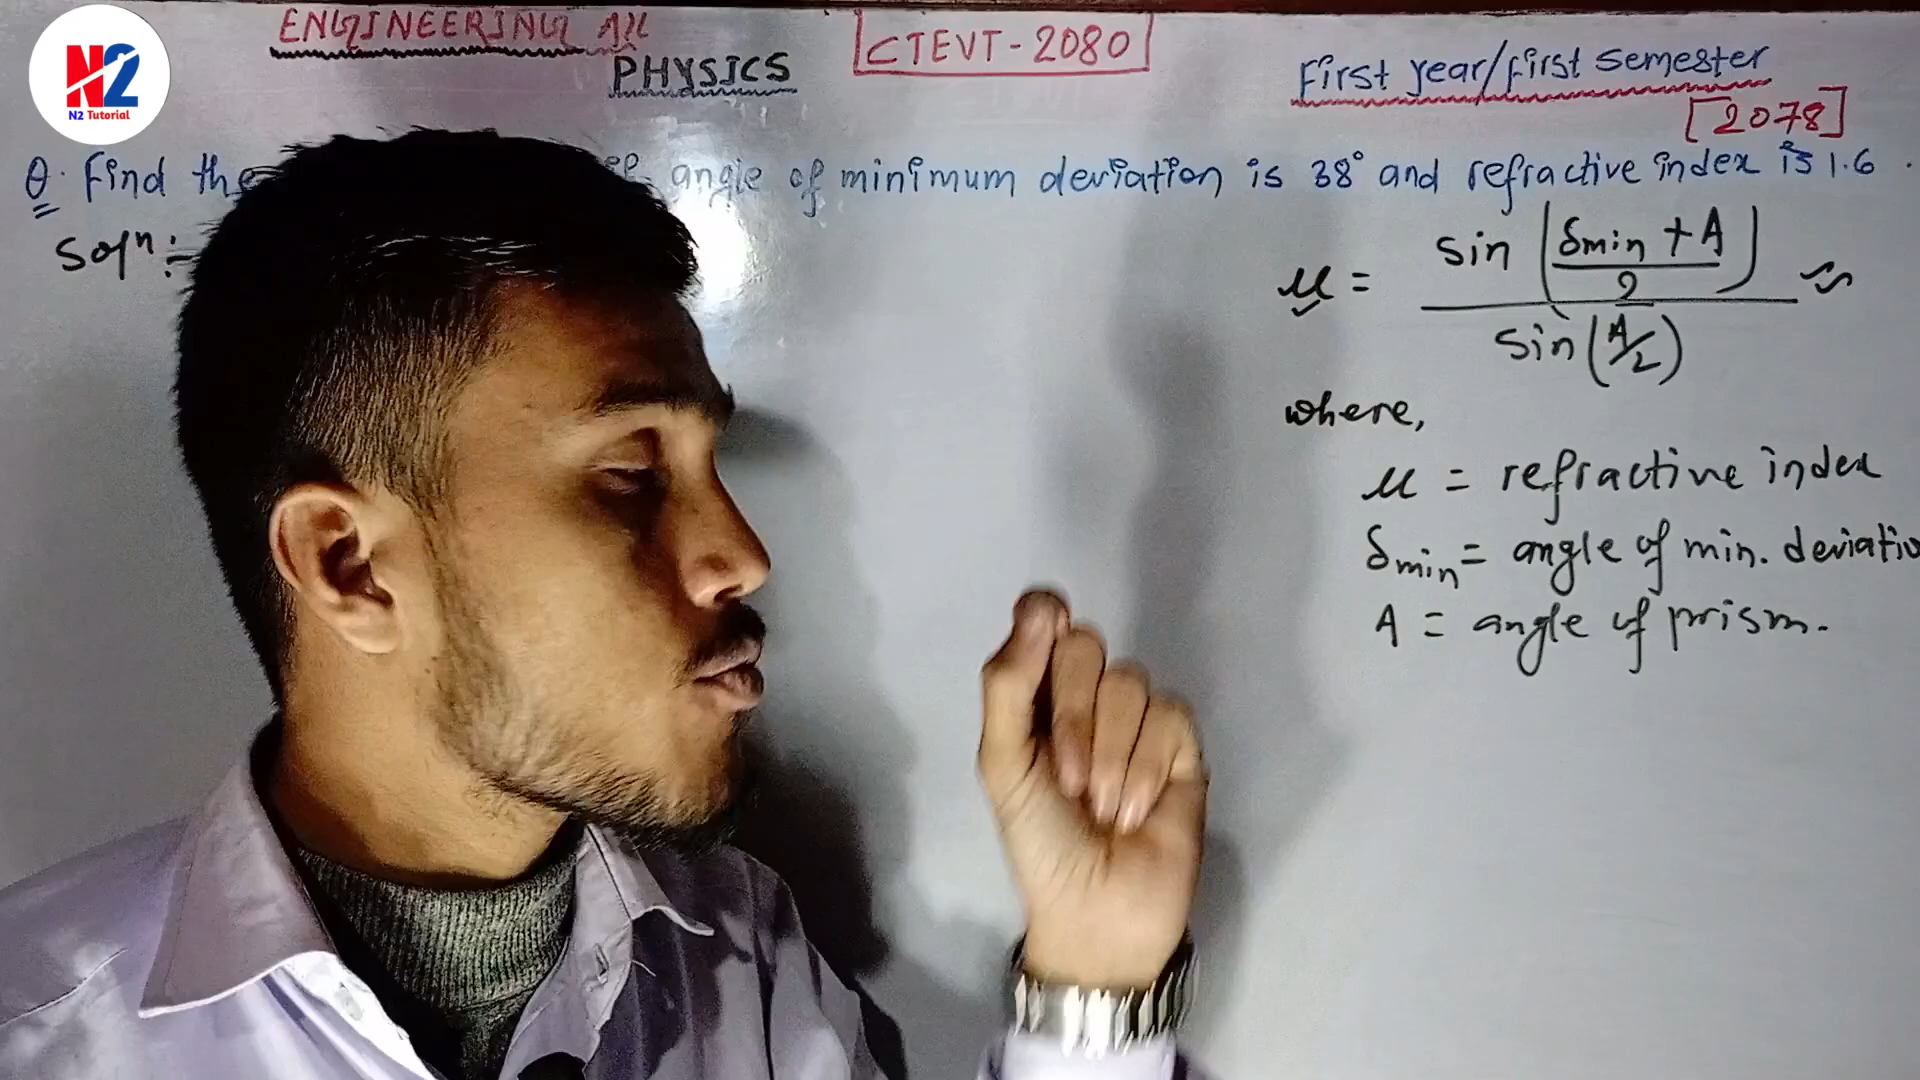 N2
N2 Tutorial
ENGINEERING All
PHYSICS
CTEVT-2080
First year/first semester
[2078]
Q. Find the if angle of minimum deviation is 38° and refractive index is 1.6.
Solⁿ:-
μ = sin (δmin + A / 2) / sin (A/2)
where,
μ = refractive index
δmin = angle of min. deviatio
A = angle of prism.